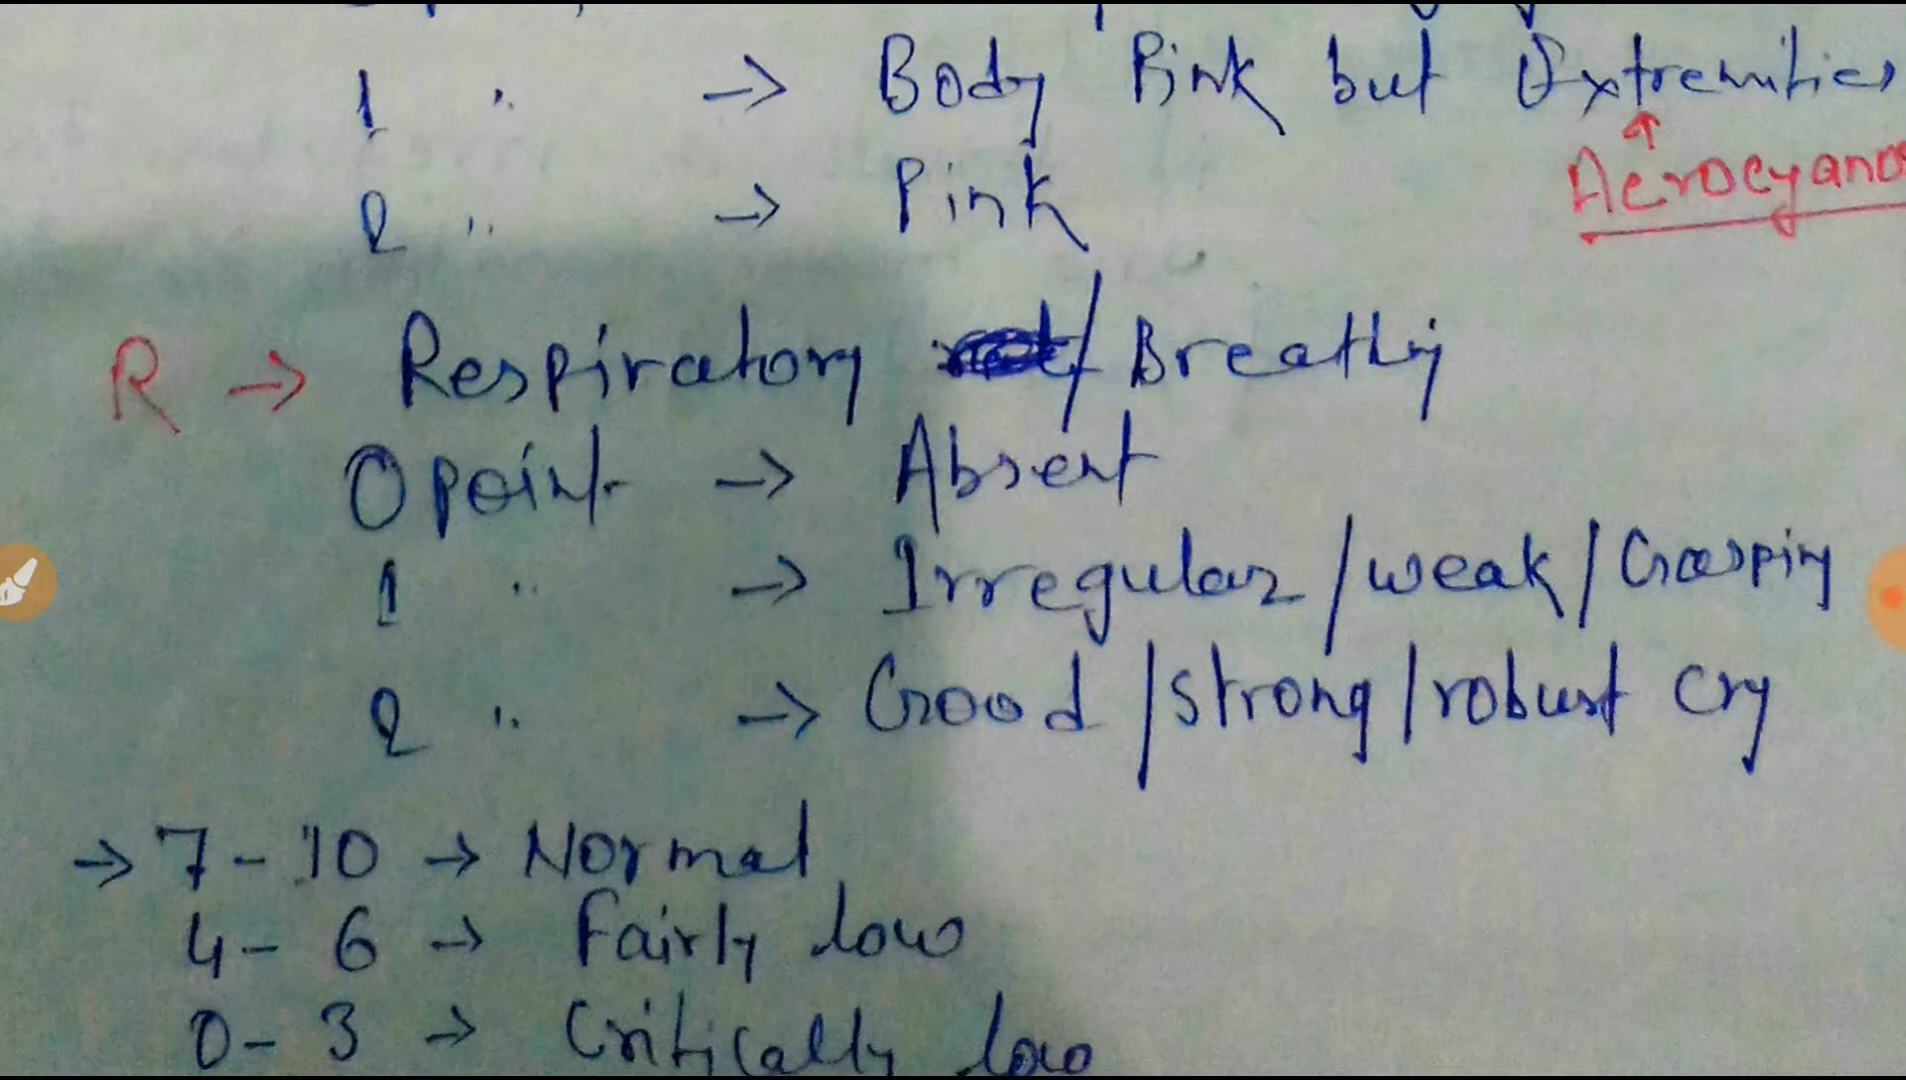 1 " → Body Pink but Extremities
Acrocyanos
2 " → Pink
R → Respiratory / Breathing
0 point → Absent
1 " → Irregular / weak / Gasping
2 " → Good / strong / robust cry
→ 7 - 10 → Normal
4 - 6 → Fairly low
0 - 3 → Critically low